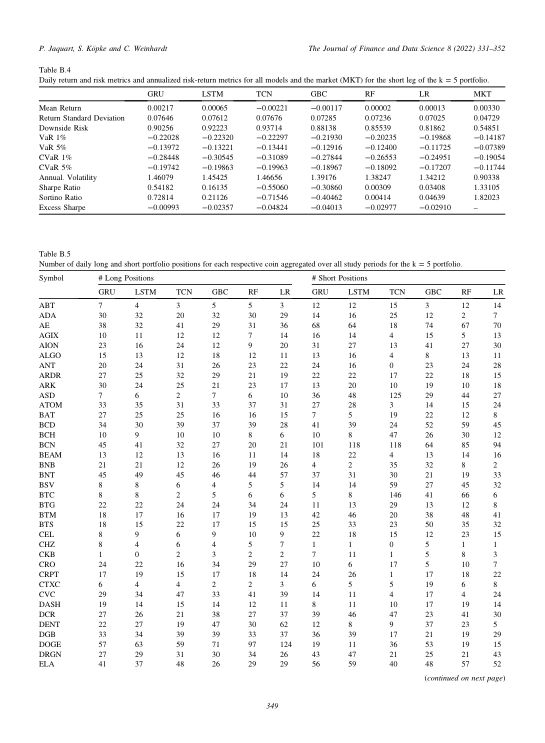 P. Jaquart, S. Köpke and C. Weinhardt The Journal of Finance and Data Science 8 (2022) 331–352
Table B.4
Daily return and risk metrics and annualized risk-return metrics for all models and the market (MKT) for the short leg of the k = 5 portfolio.
GRU LSTM TCN GBC RF LR MKT
Mean Return 0.00217 0.00065 −0.00221 −0.00117 0.00002 0.00013 0.00330
Return Standard Deviation 0.07646 0.07612 0.07676 0.07285 0.07236 0.07025 0.04729
Downside Risk 0.90256 0.92223 0.93714 0.88138 0.85539 0.81862 0.54851
VaR 1% −0.22028 −0.22320 −0.22297 −0.21930 −0.20235 −0.19868 −0.14187
VaR 5% −0.13972 −0.13221 −0.13441 −0.12916 −0.12400 −0.11725 −0.07389
CVaR 1% −0.28448 −0.30545 −0.31089 −0.27844 −0.26553 −0.24951 −0.19054
CVaR 5% −0.19742 −0.19863 −0.19963 −0.18967 −0.18092 −0.17207 −0.11744
Annual. Volatility 1.46079 1.45425 1.46656 1.39176 1.38247 1.34212 0.90338
Sharpe Ratio 0.54182 0.16135 −0.55060 −0.30860 0.00309 0.03408 1.33105
Sortino Ratio 0.72814 0.21126 −0.71546 −0.40462 0.00414 0.04639 1.82023
Excess Sharpe −0.00993 −0.02357 −0.04824 −0.04013 −0.02977 −0.02910 –
Table B.5
Number of daily long and short portfolio positions for each respective coin aggregated over all study periods for the k = 5 portfolio.
Symbol # Long Positions # Short Positions
GRU LSTM TCN GBC RF LR GRU LSTM TCN GBC RF LR
ABT 7 4 3 5 5 3 12 12 15 3 12 14
ADA 30 32 20 32 30 29 14 16 25 12 2 7
AE 38 32 41 29 31 36 68 64 18 74 67 70
AGIX 10 11 12 12 7 14 16 14 4 15 5 13
AION 23 16 24 12 9 20 31 27 13 41 27 30
ALGO 15 13 12 18 12 11 13 16 4 8 13 11
ANT 20 24 31 26 23 22 24 16 0 23 24 28
ARDR 27 25 32 29 21 19 22 22 17 22 18 15
ARK 30 24 25 21 23 17 13 20 10 19 10 18
ASD 7 6 2 7 6 10 36 48 125 29 44 27
ATOM 33 35 31 33 37 31 27 28 3 14 15 24
BAT 27 25 25 16 16 15 7 5 19 22 12 8
BCD 34 30 39 37 39 28 41 39 24 52 59 45
BCH 10 9 10 10 8 6 10 8 47 26 30 12
BCN 45 41 32 27 20 21 101 118 118 64 85 94
BEAM 13 12 13 16 11 14 18 22 4 13 14 16
BNB 21 21 12 26 19 26 4 2 35 32 8 2
BNT 45 49 45 46 44 57 37 31 30 21 19 33
BSV 8 8 6 4 5 5 14 14 59 27 45 32
BTC 8 8 2 5 6 6 5 8 146 41 66 6
BTG 22 22 24 24 34 24 11 13 29 13 12 8
BTM 18 17 16 17 19 13 42 46 20 38 48 41
BTS 18 15 22 17 15 15 25 33 23 50 35 32
CEL 8 9 6 9 10 9 22 18 15 12 23 15
CHZ 8 4 6 4 5 7 1 1 0 5 1 1
CKB 1 0 2 3 2 2 7 11 1 5 8 3
CRO 24 22 16 34 29 27 10 6 17 5 10 7
CRPT 17 19 15 17 18 14 24 26 1 17 18 22
CTXC 6 4 4 2 2 3 6 5 5 19 6 8
CVC 29 34 47 33 41 39 14 11 4 17 4 24
DASH 19 14 15 14 12 11 8 11 10 17 19 14
DCR 27 26 21 38 27 37 39 46 47 23 41 30
DENT 22 27 19 47 30 62 12 8 9 37 23 5
DGB 33 34 39 39 33 37 36 39 17 21 19 29
DOGE 57 63 59 71 97 124 19 11 36 53 19 15
DRGN 27 29 31 30 34 26 43 47 21 25 21 43
ELA 41 37 48 26 29 29 56 59 40 48 57 52
(continued on next page)
349